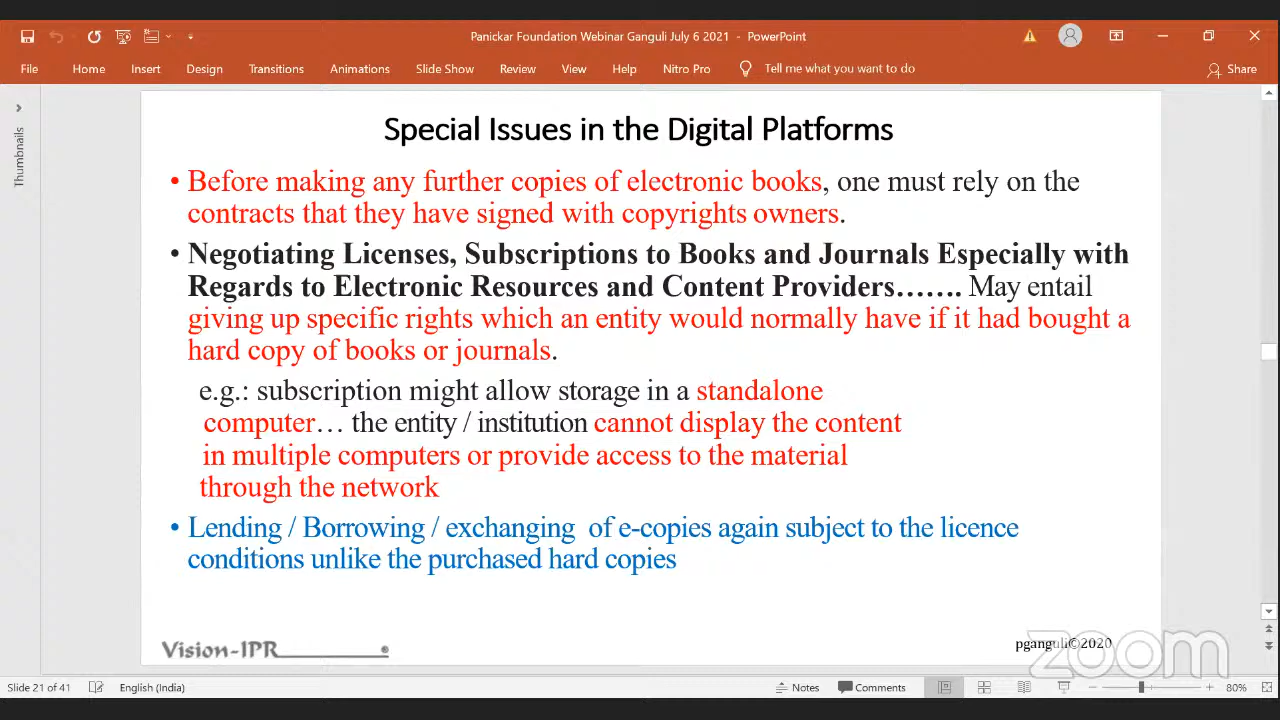 Panickar Foundation Webinar Ganguli July 6 2021 - PowerPoint
File Home Insert Design Transitions Animations Slide Show Review View Help Nitro Pro Tell me what you want to do Share
Thumbnails
Special Issues in the Digital Platforms
• Before making any further copies of electronic books, one must rely on the
contracts that they have signed with copyrights owners.
• Negotiating Licenses, Subscriptions to Books and Journals Especially with
Regards to Electronic Resources and Content Providers……. May entail
giving up specific rights which an entity would normally have if it had bought a
hard copy of books or journals.
e.g.: subscription might allow storage in a standalone
computer… the entity / institution cannot display the content
in multiple computers or provide access to the material
through the network
• Lending / Borrowing / exchanging of e-copies again subject to the licence
conditions unlike the purchased hard copies
Vision-IPR
pganguli©2020
zoom
Slide 21 of 41 English (India) Notes Comments 80%